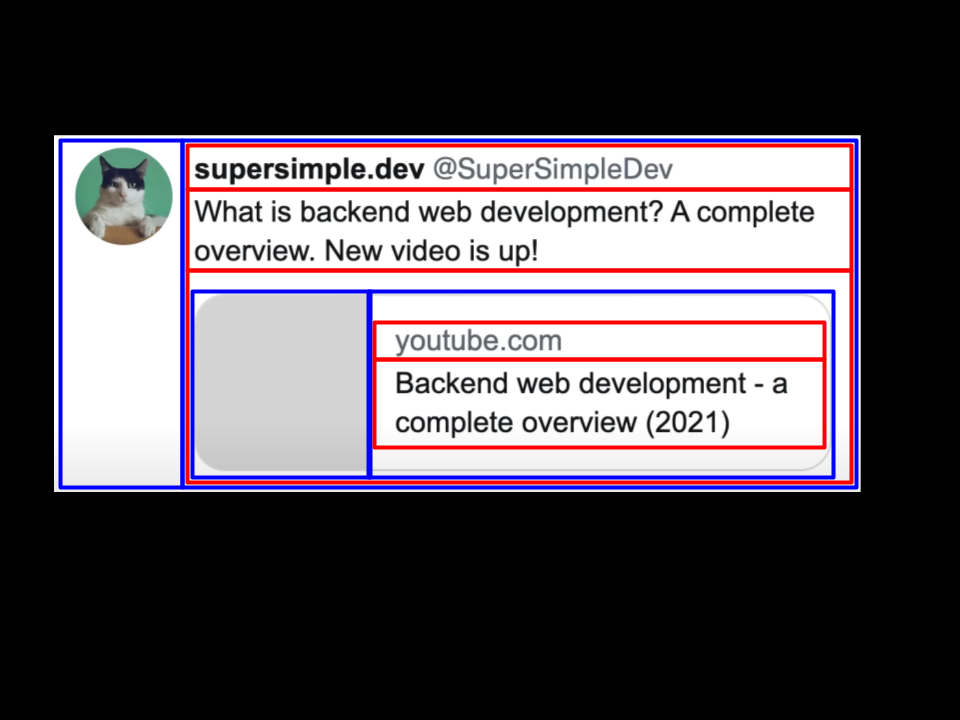 supersimple.dev @SuperSimpleDev
What is backend web development? A complete
overview. New video is up!
youtube.com
Backend web development - a
complete overview (2021)